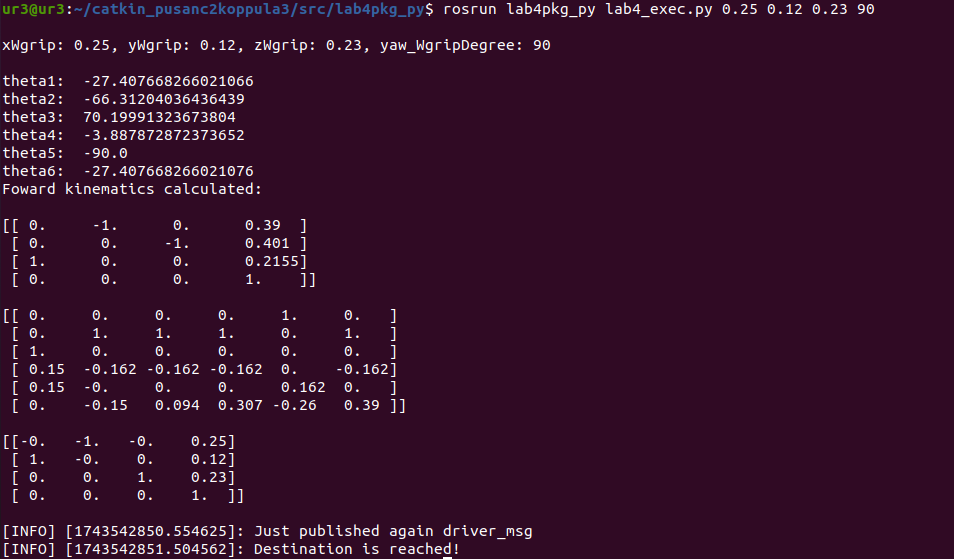 ur3@ur3:~/catkin_pusanc2koppula3/src/lab4pkg_py$ rosrun lab4pkg_py lab4_exec.py 0.25 0.12 0.23 90
xWgrip: 0.25, yWgrip: 0.12, zWgrip: 0.23, yaw_WgripDegree: 90
theta1:  -27.407668266021066
theta2:  -66.31204036436439
theta3:  70.19991323673804
theta4:  -3.887872872373652
theta5:  -90.0
theta6:  -27.407668266021076
Foward kinematics calculated:
[[ 0.     -1.      0.      0.39  ]
 [ 0.      0.     -1.      0.401 ]
 [ 1.      0.      0.      0.2155]
 [ 0.      0.      0.      1.    ]]
[[ 0.     0.     0.     0.     1.     0.   ]
 [ 0.     1.     1.     1.     0.     1.   ]
 [ 1.     0.     0.     0.     0.     0.   ]
 [ 0.15  -0.162 -0.162 -0.162  0.    -0.162]
 [ 0.15  -0.     0.     0.     0.162  0.   ]
 [ 0.    -0.15   0.094  0.307 -0.26   0.39 ]]
[[-0.   -1.   -0.    0.25]
 [ 1.   -0.    0.    0.12]
 [ 0.    0.    1.    0.23]
 [ 0.    0.    0.    1.  ]]
[INFO] [1743542850.554625]: Just published again driver_msg
[INFO] [1743542851.504562]: Destination is reached!